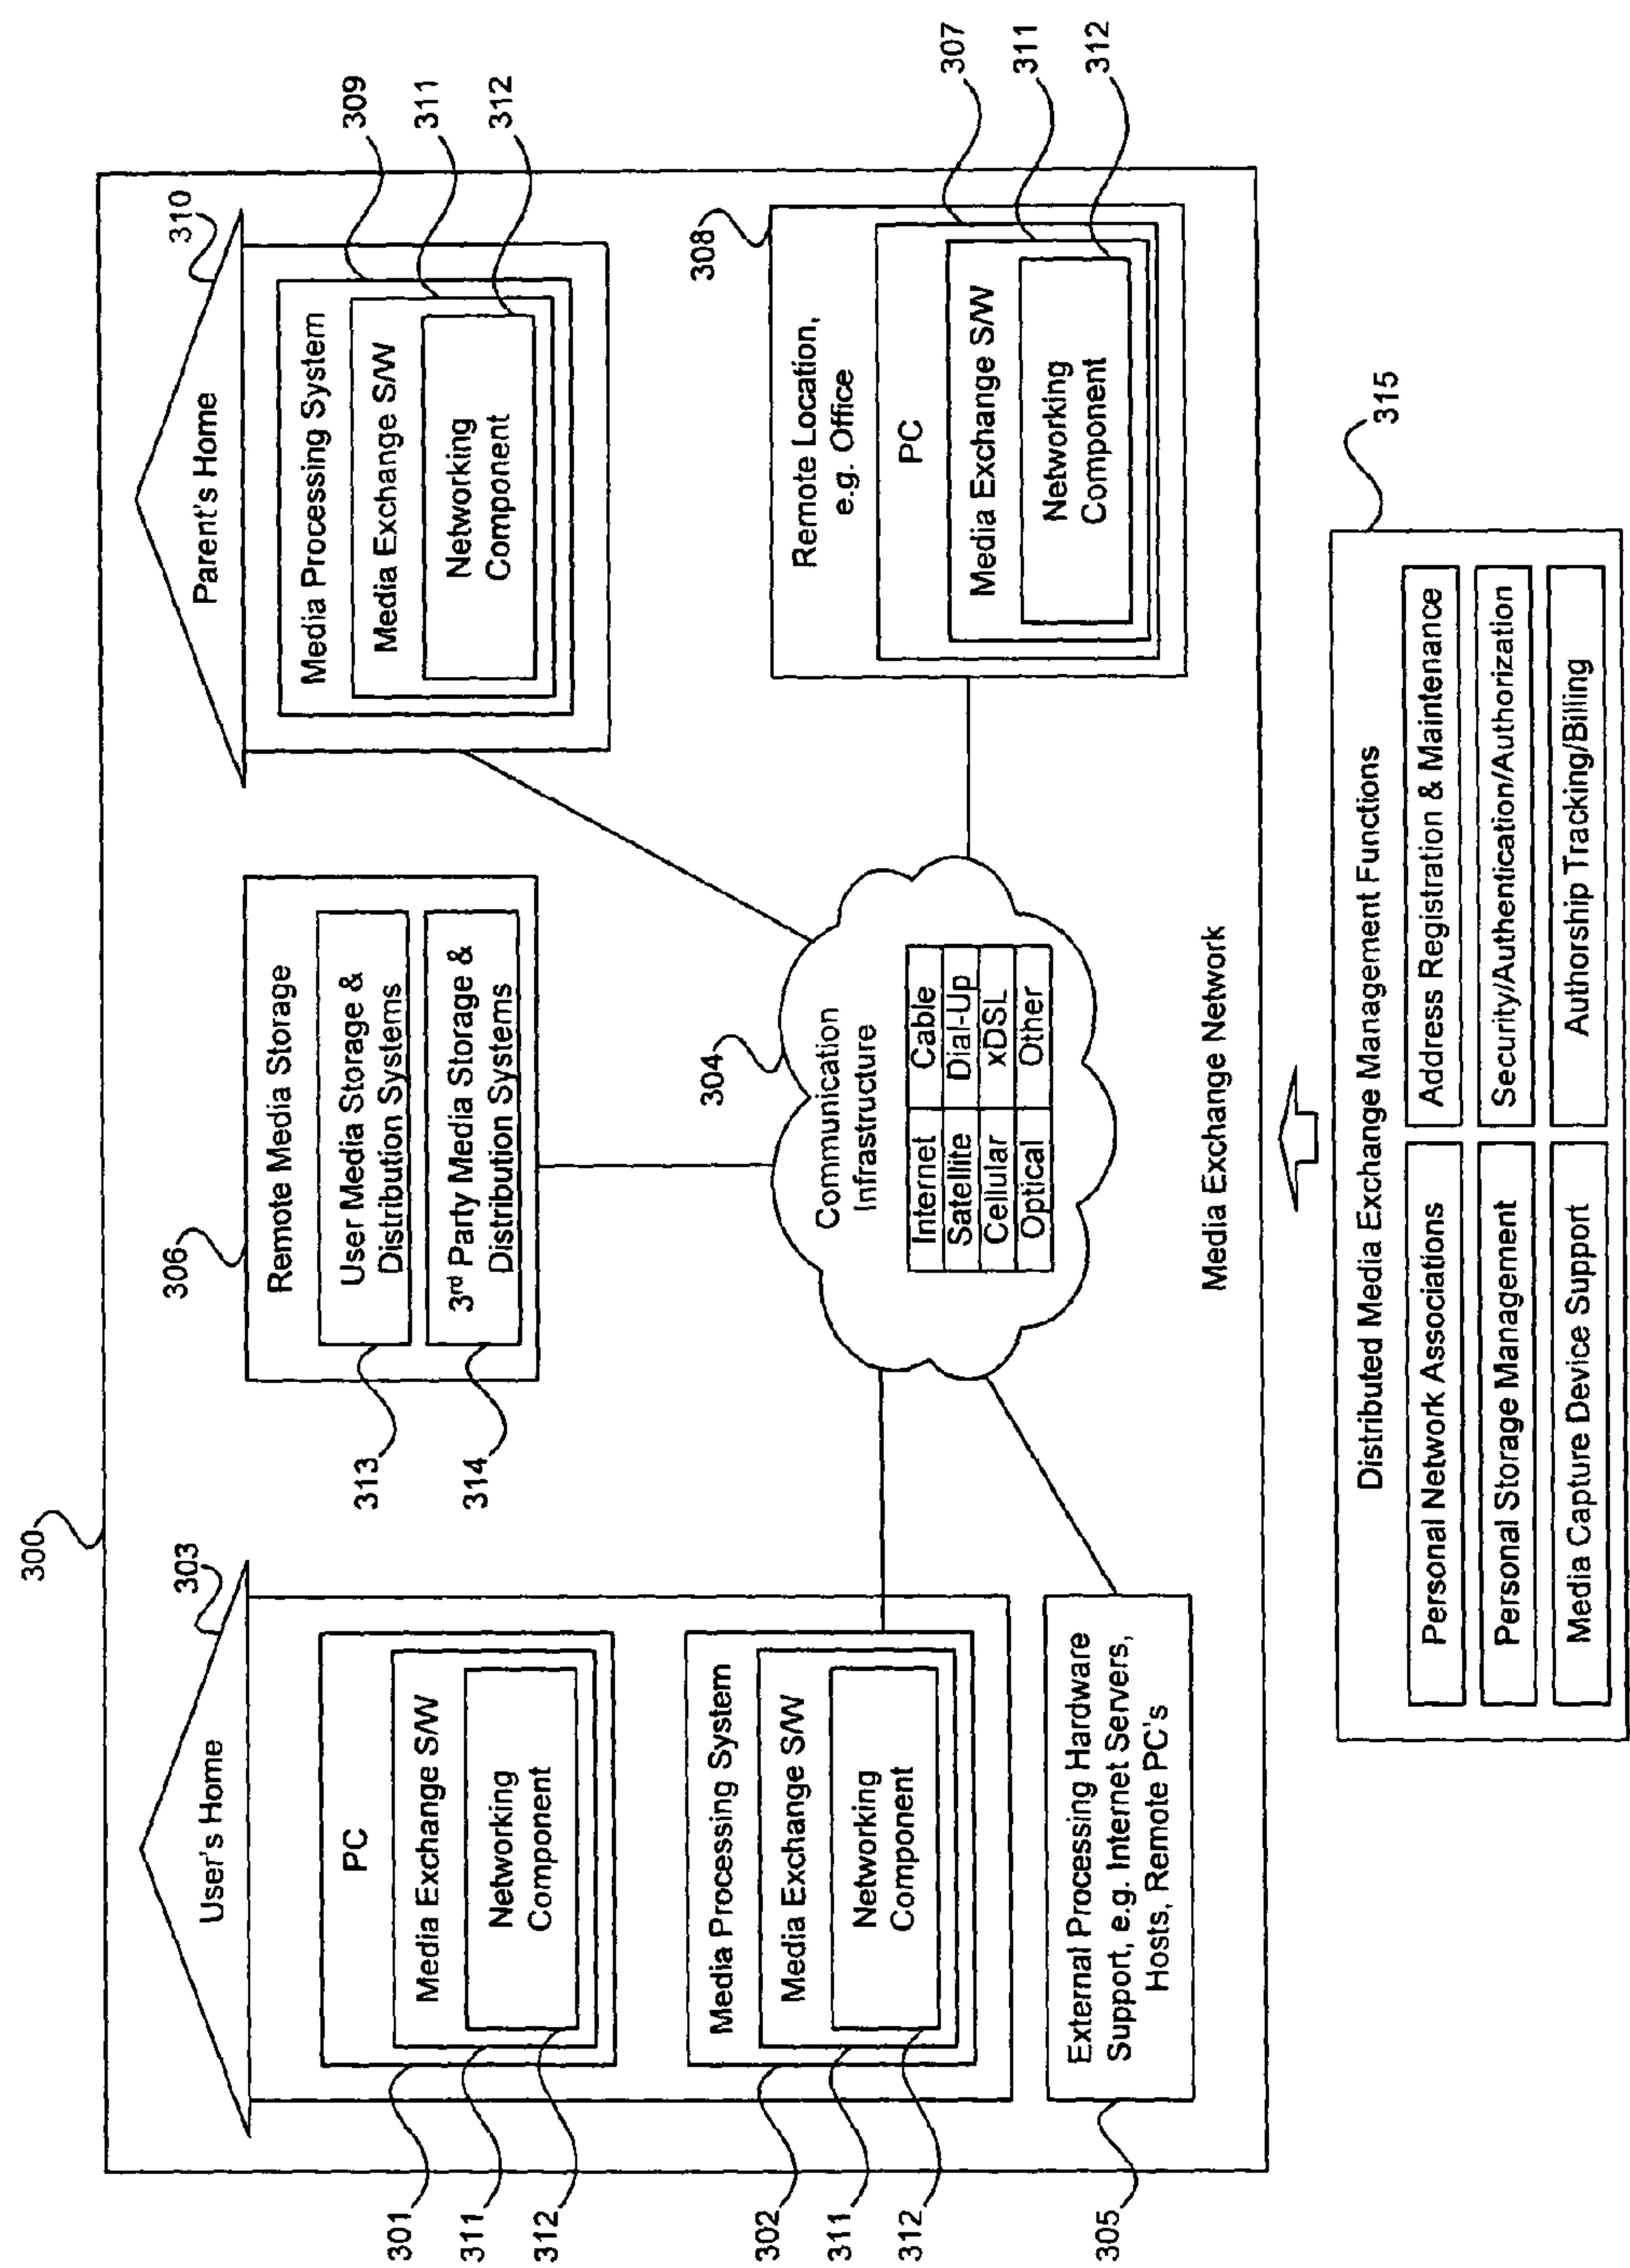 300
User's Home
303
PC
Media Exchange S/W
Networking
Component
301
311
312
Media Processing System
Media Exchange S/W
Networking
Component
302
311
312
External Processing Hardware
Support, e.g. Internet Servers,
Hosts, Remote PC's
305
306
Remote Media Storage
User Media Storage &
Distribution Systems
3rd Party Media Storage &
Distribution Systems
313
314
304
Communication
Infrastructure
Internet Cable
Satellite Dial-Up
Cellular xDSL
Optical Other
Parent's Home
310
Media Processing System
Media Exchange S/W
Networking
Component
309
311
312
308
Remote Location,
e.g. Office
PC
Media Exchange S/W
Networking
Component
307
311
312
Media Exchange Network
Distributed Media Exchange Management Functions
315
Personal Network Associations
Address Registration & Maintenance
Personal Storage Management
Security/Authentication/Authorization
Media Capture Device Support
Authorship Tracking/Billing